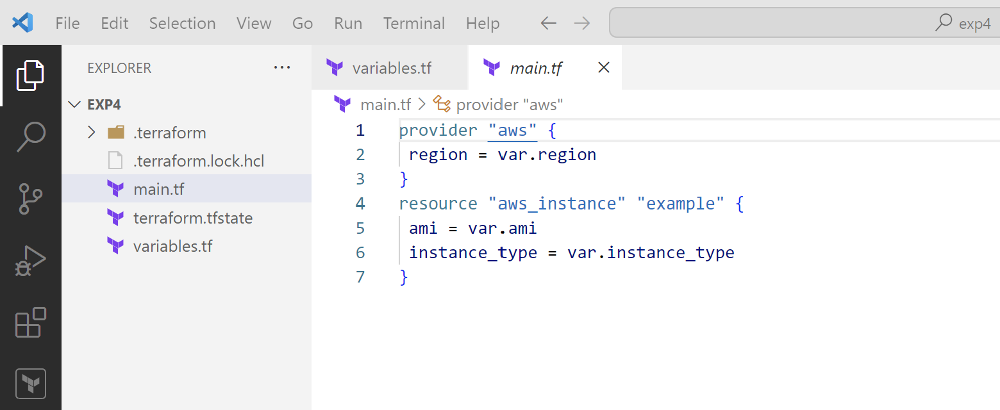 File Edit Selection View Go Run Terminal Help exp4
EXPLORER ...
EXP4
.terraform
.terraform.lock.hcl
main.tf
terraform.tfstate
variables.tf
variables.tf main.tf
main.tf > provider "aws"
1 provider "aws" {
2  region = var.region
3 }
4 resource "aws_instance" "example" {
5  ami = var.ami
6  instance_type = var.instance_type
7 }